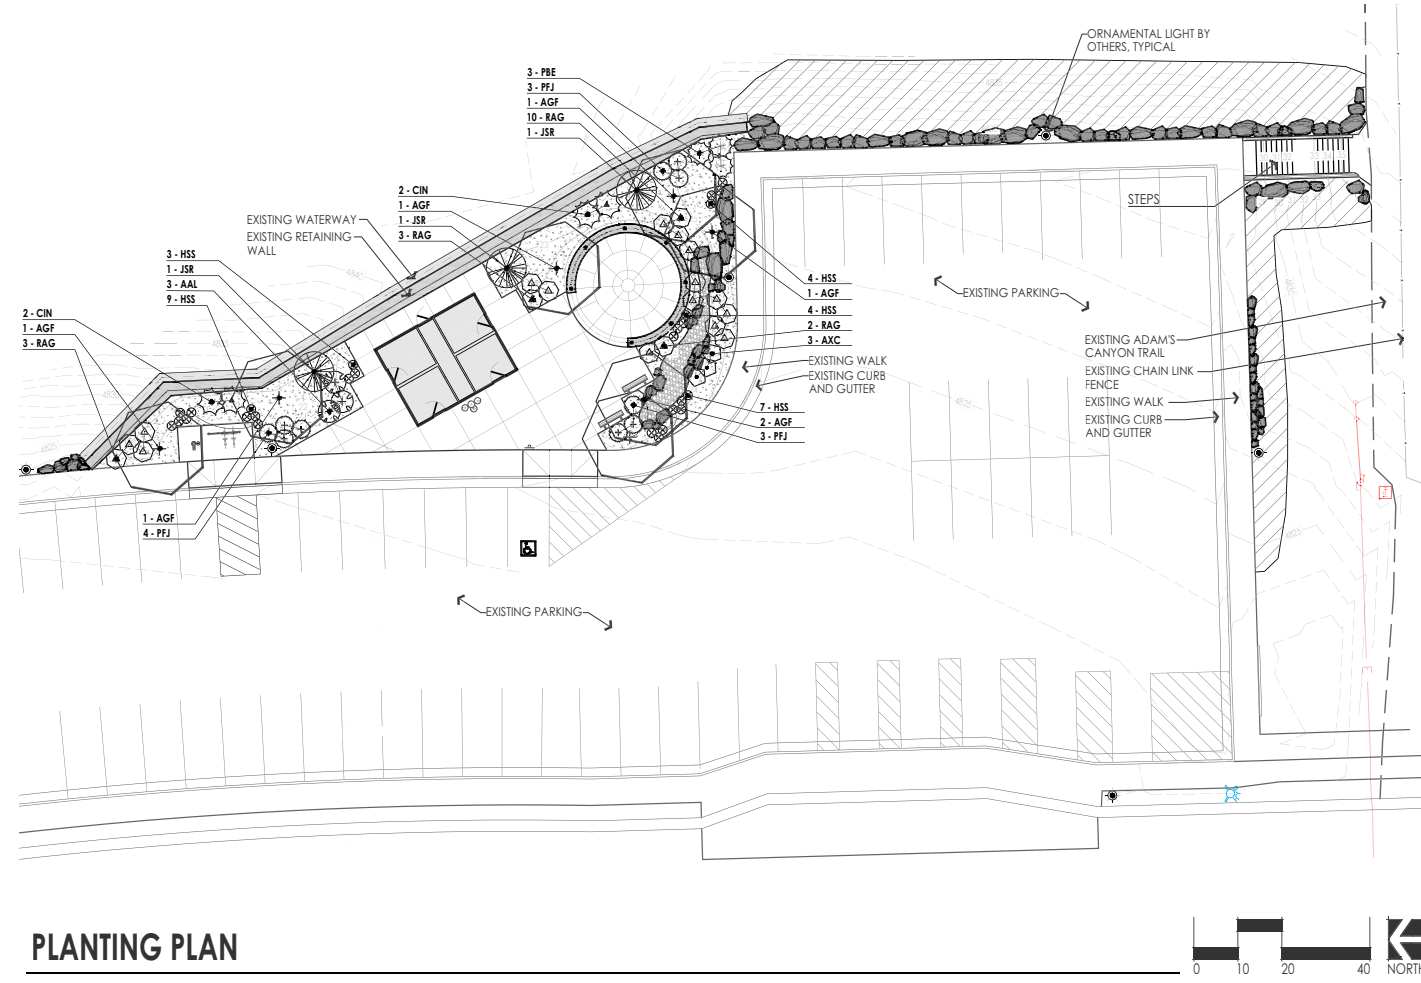 ORNAMENTAL LIGHT BY
OTHERS, TYPICAL
3 - PBE
3 - PFJ
1 - AGF
10 - RAG
1 - JSR
2 - CIN
1 - AGF
1 - JSR
3 - RAG
EXISTING WATERWAY
EXISTING RETAINING
WALL
3 - HSS
1 - JSR
3 - AAL
9 - HSS
2 - CIN
1 - AGF
3 - RAG
1 - AGF
4 - PFJ
4 - HSS
1 - AGF
4 - HSS
2 - RAG
3 - AXC
EXISTING WALK
EXISTING CURB
AND GUTTER
7 - HSS
2 - AGF
3 - PFJ
STEPS
EXISTING PARKING
EXISTING ADAM'S
CANYON TRAIL
EXISTING CHAIN LINK
FENCE
EXISTING WALK
EXISTING CURB
AND GUTTER
EXISTING PARKING
4825
4840
4825
4825
PLANTING PLAN
0 10 20 40
NORTH